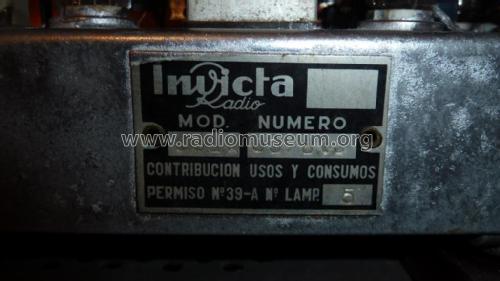 Invicta
Radio
MOD. NUMERO
www.radiomuseum.org
CONTRIBUCION USOS Y CONSUMOS
PERMISO Nº39-A Nº LAMP. 5